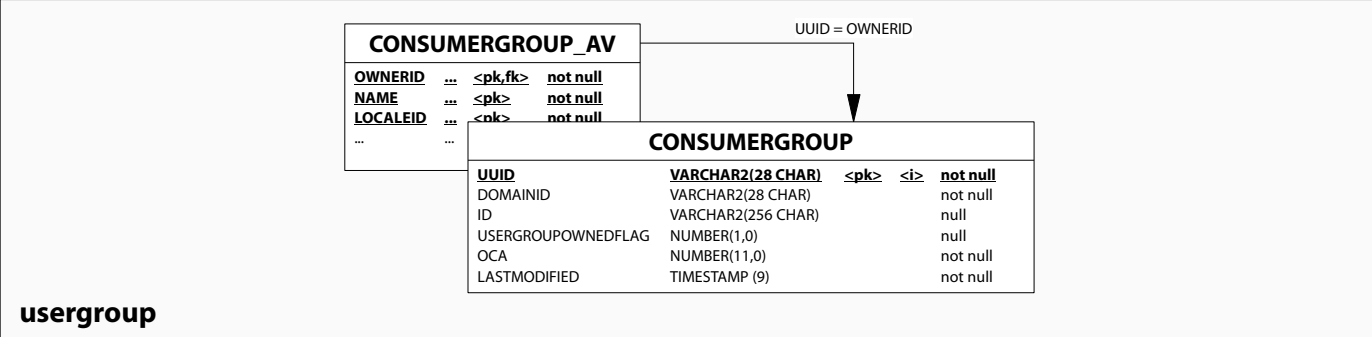 UUID = OWNERID
CONSUMERGROUP_AV
OWNERID ... <pk,fk> not null
NAME ... <pk> not null
LOCALEID ... <pk> not null
... ...
CONSUMERGROUP
UUID VARCHAR2(28 CHAR) <pk> <i> not null
DOMAINID VARCHAR2(28 CHAR) not null
ID VARCHAR2(256 CHAR) null
USERGROUPOWNEDFLAG NUMBER(1,0) null
OCA NUMBER(11,0) not null
LASTMODIFIED TIMESTAMP (9) not null
usergroup